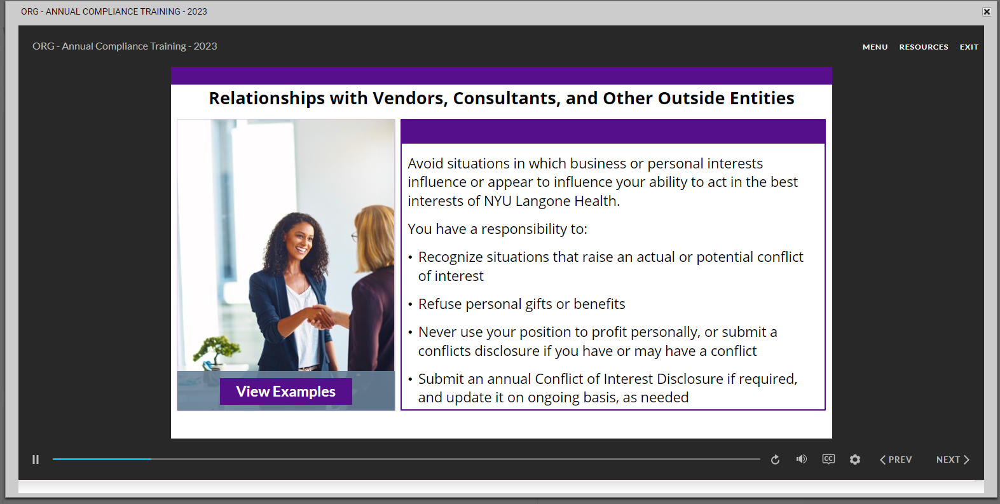 ORG - ANNUAL COMPLIANCE TRAINING - 2023
ORG - Annual Compliance Training - 2023
MENU RESOURCES EXIT
Relationships with Vendors, Consultants, and Other Outside Entities
Avoid situations in which business or personal interests
influence or appear to influence your ability to act in the best
interests of NYU Langone Health.
You have a responsibility to:
• Recognize situations that raise an actual or potential conflict
of interest
• Refuse personal gifts or benefits
• Never use your position to profit personally, or submit a
conflicts disclosure if you have or may have a conflict
• Submit an annual Conflict of Interest Disclosure if required,
and update it on ongoing basis, as needed
View Examples
CC
PREV NEXT